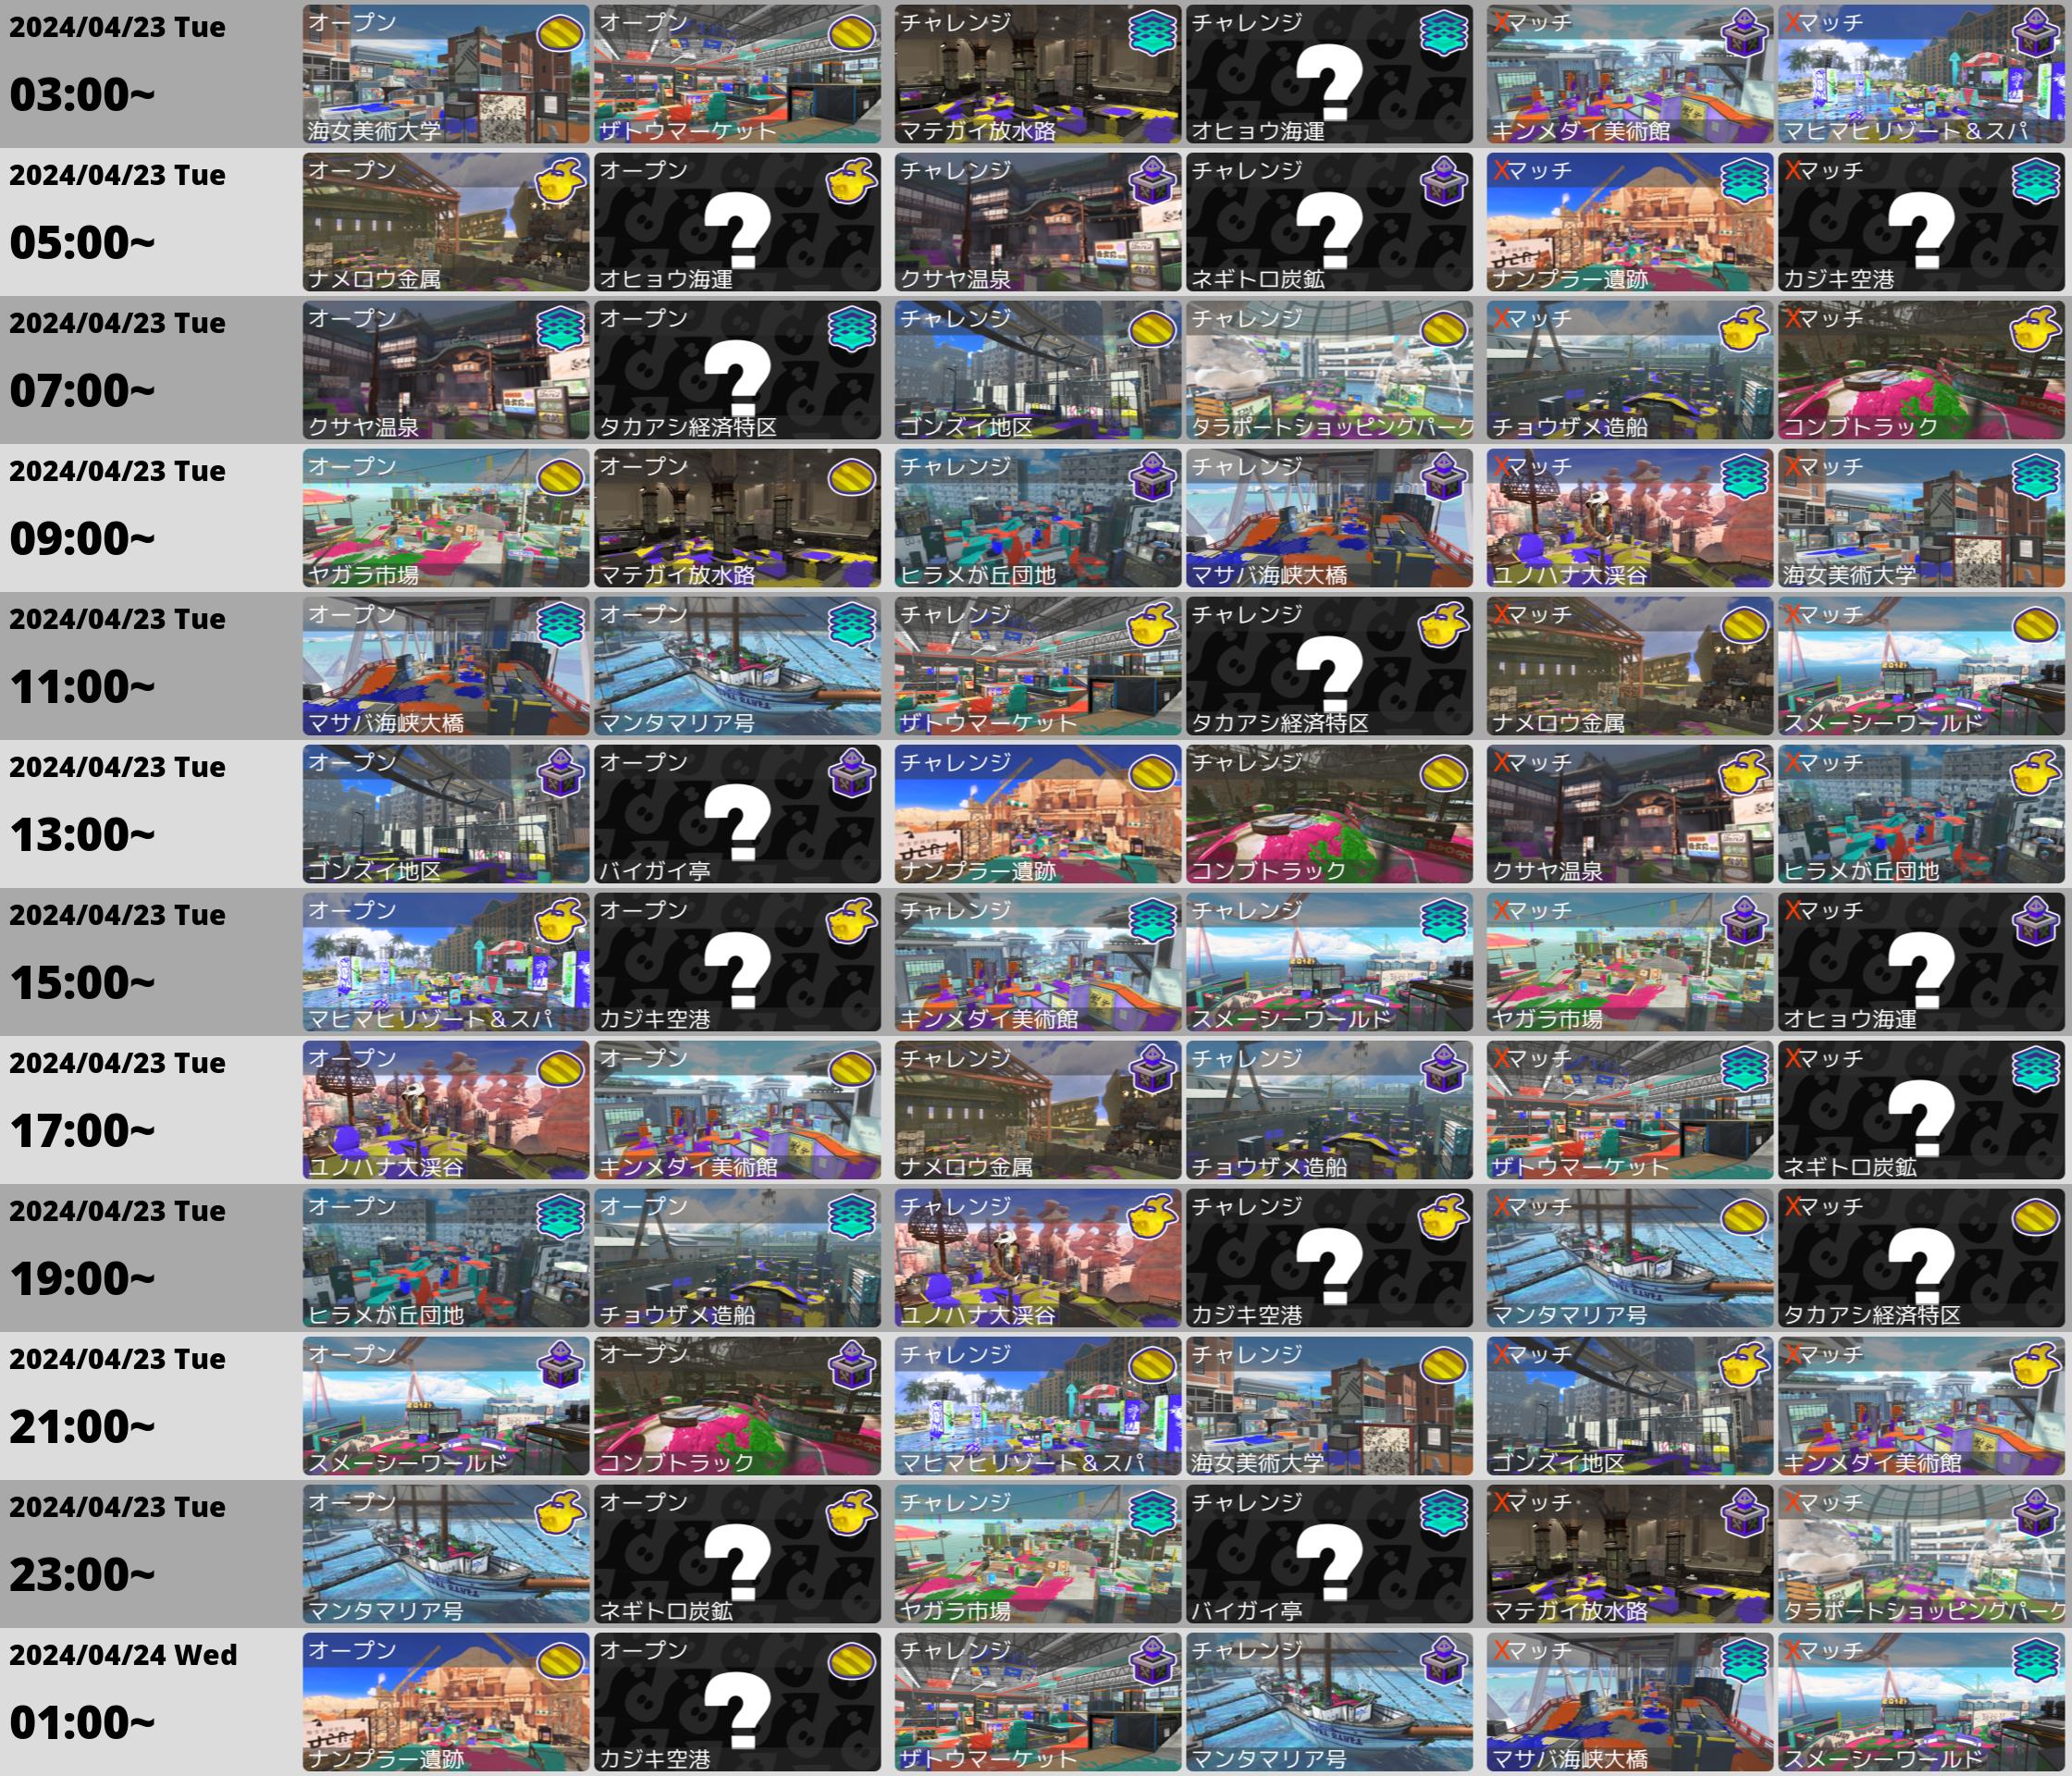 2024/04/23 Tue
03:00~
オープン
海女美術大学
オープン
ザトウマーケット
チャレンジ
マテガイ放水路
チャレンジ
オヒョウ海運
Xマッチ
キンメダイ美術館
Xマッチ
マヒマヒリゾート＆スパ
2024/04/23 Tue
05:00~
オープン
ナメロウ金属
オープン
オヒョウ海運
チャレンジ
クサヤ温泉
チャレンジ
ネギトロ炭鉱
Xマッチ
ナンプラー遺跡
Xマッチ
カジキ空港
2024/04/23 Tue
07:00~
オープン
クサヤ温泉
オープン
タカアシ経済特区
チャレンジ
ゴンズイ地区
チャレンジ
タラポートショッピングパーク
Xマッチ
チョウザメ造船
Xマッチ
コンブトラック
2024/04/23 Tue
09:00~
オープン
ヤガラ市場
オープン
マテガイ放水路
チャレンジ
ヒラメが丘団地
チャレンジ
マサバ海峡大橋
Xマッチ
ユノハナ大渓谷
Xマッチ
海女美術大学
2024/04/23 Tue
11:00~
オープン
マサバ海峡大橋
オープン
マンタマリア号
チャレンジ
ザトウマーケット
チャレンジ
タカアシ経済特区
Xマッチ
ナメロウ金属
Xマッチ
スメーシーワールド
2024/04/23 Tue
13:00~
オープン
ゴンズイ地区
オープン
バイガイ亭
チャレンジ
ナンプラー遺跡
チャレンジ
コンブトラック
Xマッチ
クサヤ温泉
Xマッチ
ヒラメが丘団地
2024/04/23 Tue
15:00~
オープン
マヒマヒリゾート＆スパ
オープン
カジキ空港
チャレンジ
キンメダイ美術館
チャレンジ
スメーシーワールド
Xマッチ
ヤガラ市場
Xマッチ
オヒョウ海運
2024/04/23 Tue
17:00~
オープン
ユノハナ大渓谷
オープン
キンメダイ美術館
チャレンジ
ナメロウ金属
チャレンジ
チョウザメ造船
Xマッチ
ザトウマーケット
Xマッチ
ネギトロ炭鉱
2024/04/23 Tue
19:00~
オープン
ヒラメが丘団地
オープン
チョウザメ造船
チャレンジ
ユノハナ大渓谷
チャレンジ
カジキ空港
Xマッチ
マンタマリア号
Xマッチ
タカアシ経済特区
2024/04/23 Tue
21:00~
オープン
スメーシーワールド
オープン
コンブトラック
チャレンジ
マヒマヒリゾート＆スパ
チャレンジ
海女美術大学
Xマッチ
ゴンズイ地区
Xマッチ
キンメダイ美術館
2024/04/23 Tue
23:00~
オープン
マンタマリア号
オープン
ネギトロ炭鉱
チャレンジ
ヤガラ市場
チャレンジ
バイガイ亭
Xマッチ
マテガイ放水路
Xマッチ
タラポートショッピングパーク
2024/04/24 Wed
01:00~
オープン
ナンプラー遺跡
オープン
カジキ空港
チャレンジ
ザトウマーケット
チャレンジ
マンタマリア号
Xマッチ
マサバ海峡大橋
Xマッチ
スメーシーワールド